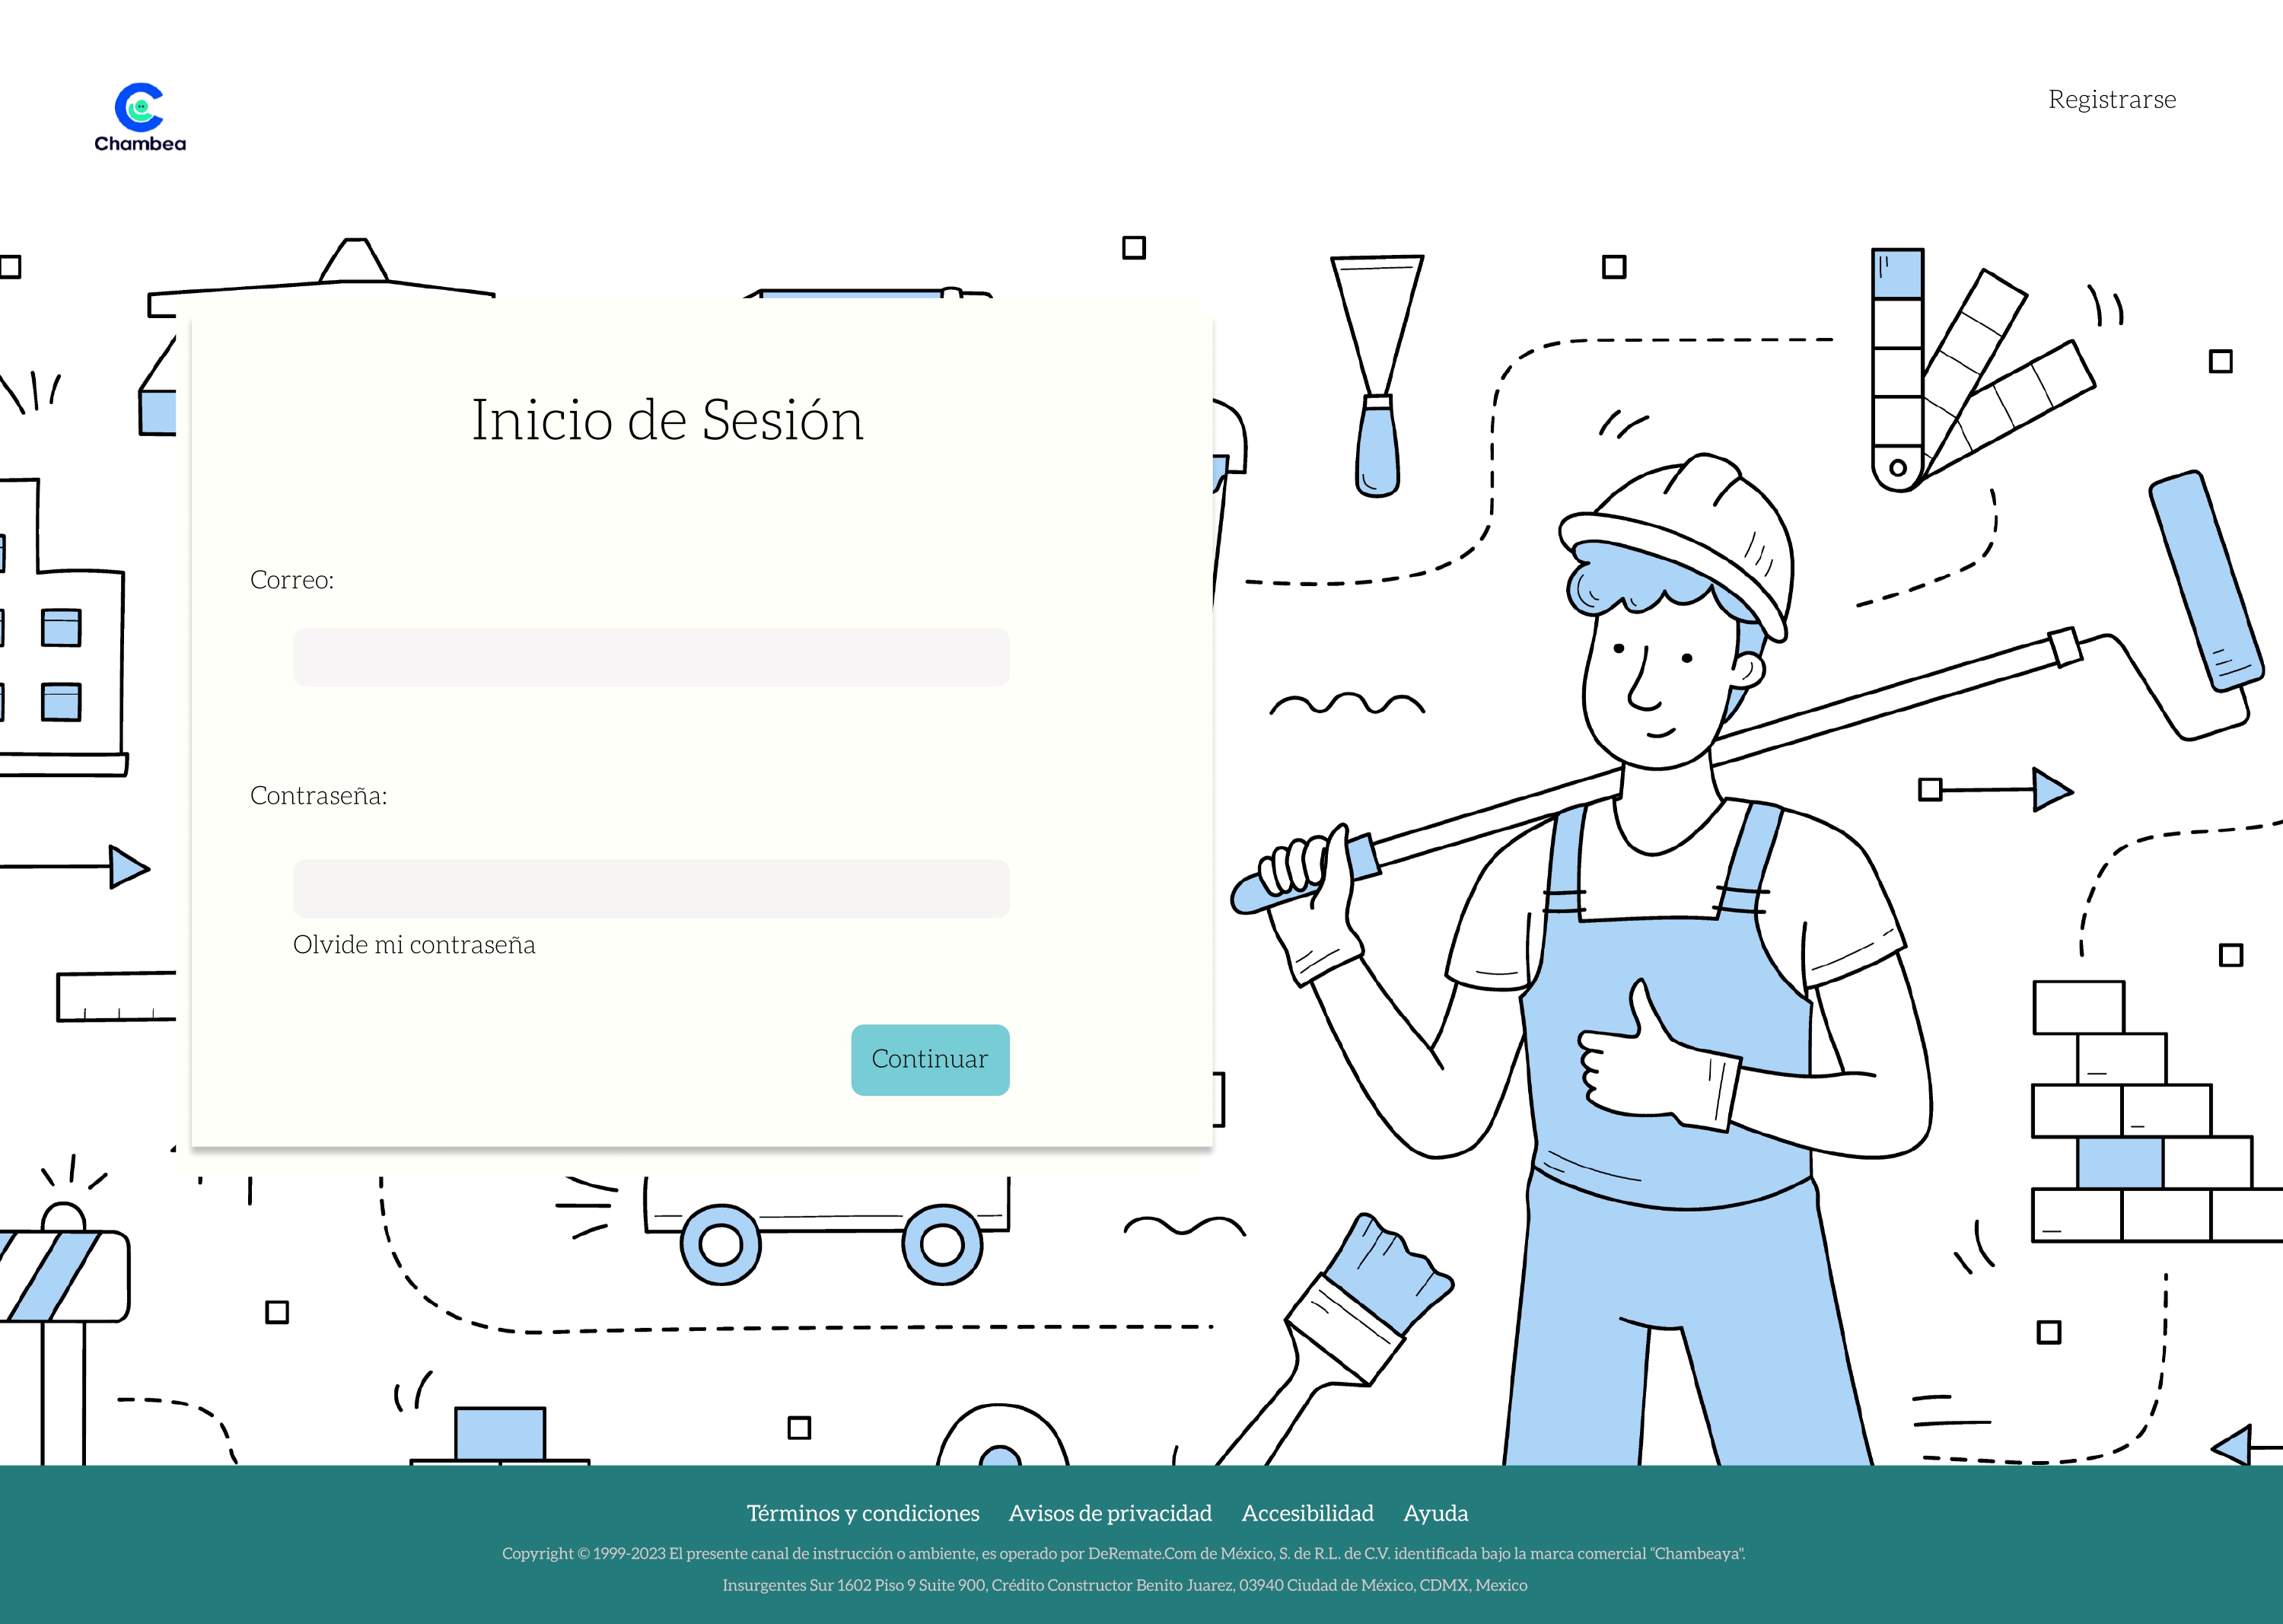 Chambea
Registrarse
Inicio de Sesión
Correo:
Contraseña:
Olvide mi contraseña
Continuar
Términos y condiciones Avisos de privacidad Accesibilidad Ayuda
Copyright © 1999-2023 El presente canal de instrucción o ambiente, es operado por DeRemate.Com de México, S. de R.L. de C.V. identificada bajo la marca comercial “Chambeaya".
Insurgentes Sur 1602 Piso 9 Suite 900, Crédito Constructor Benito Juarez, 03940 Ciudad de México, CDMX, Mexico